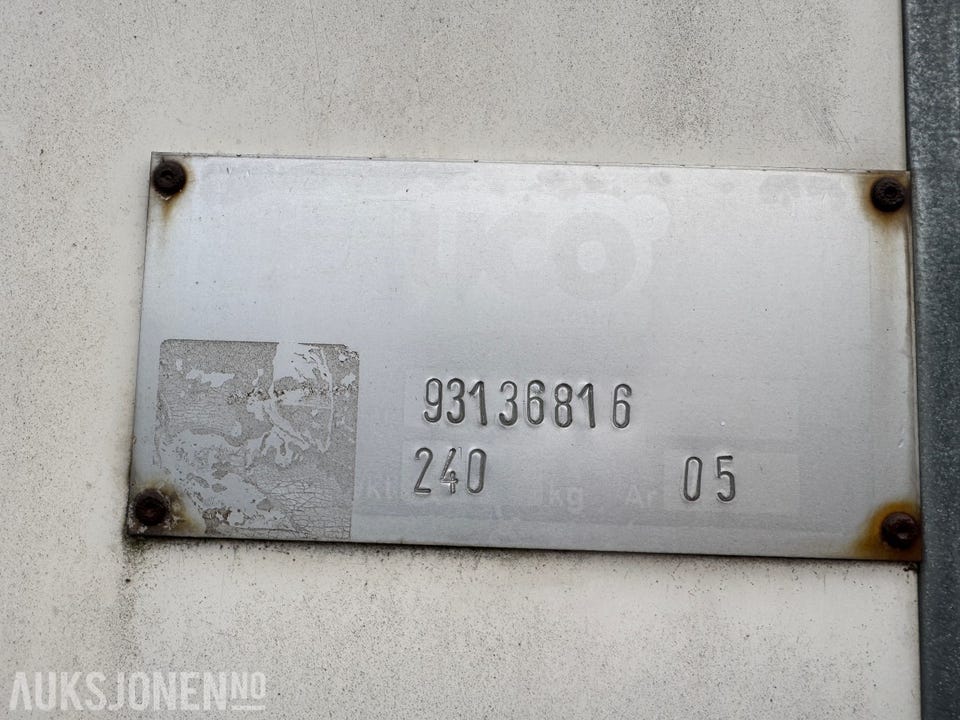 93136816
240 kg År 05
AUKSJONEN.NO